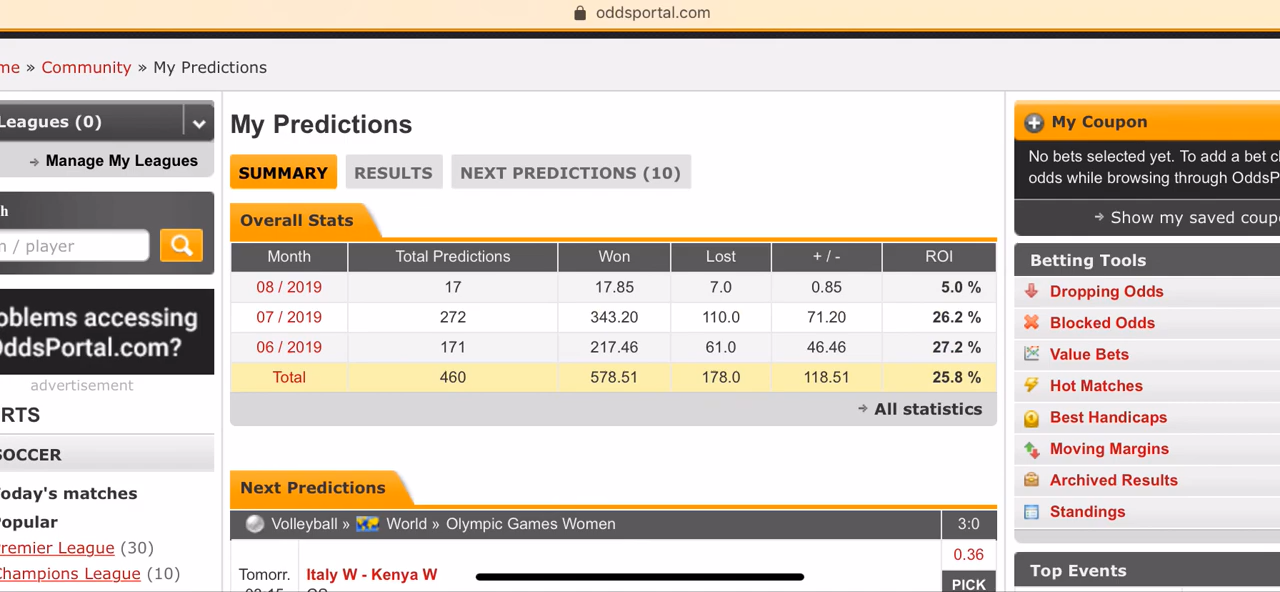 oddsportal.com
me » Community » My Predictions
Leagues (0)
Manage My Leagues
h
n / player
oblems accessing
OddsPortal.com?
advertisement
RTS
SOCCER
Today's matches
Popular
Premier League (30)
Champions League (10)
My Predictions
SUMMARY RESULTS NEXT PREDICTIONS (10)
Overall Stats
Month Total Predictions Won Lost + / - ROI
08 / 2019 17 17.85 7.0 0.85 5.0 %
07 / 2019 272 343.20 110.0 71.20 26.2 %
06 / 2019 171 217.46 61.0 46.46 27.2 %
Total 460 578.51 178.0 118.51 25.8 %
All statistics
Next Predictions
Volleyball » World » Olympic Games Women 3:0
0.36
Tomorr. Italy W - Kenya W
PICK
My Coupon
No bets selected yet. To add a bet cl
odds while browsing through OddsP
Show my saved coupo
Betting Tools
Dropping Odds
Blocked Odds
Value Bets
Hot Matches
Best Handicaps
Moving Margins
Archived Results
Standings
Top Events